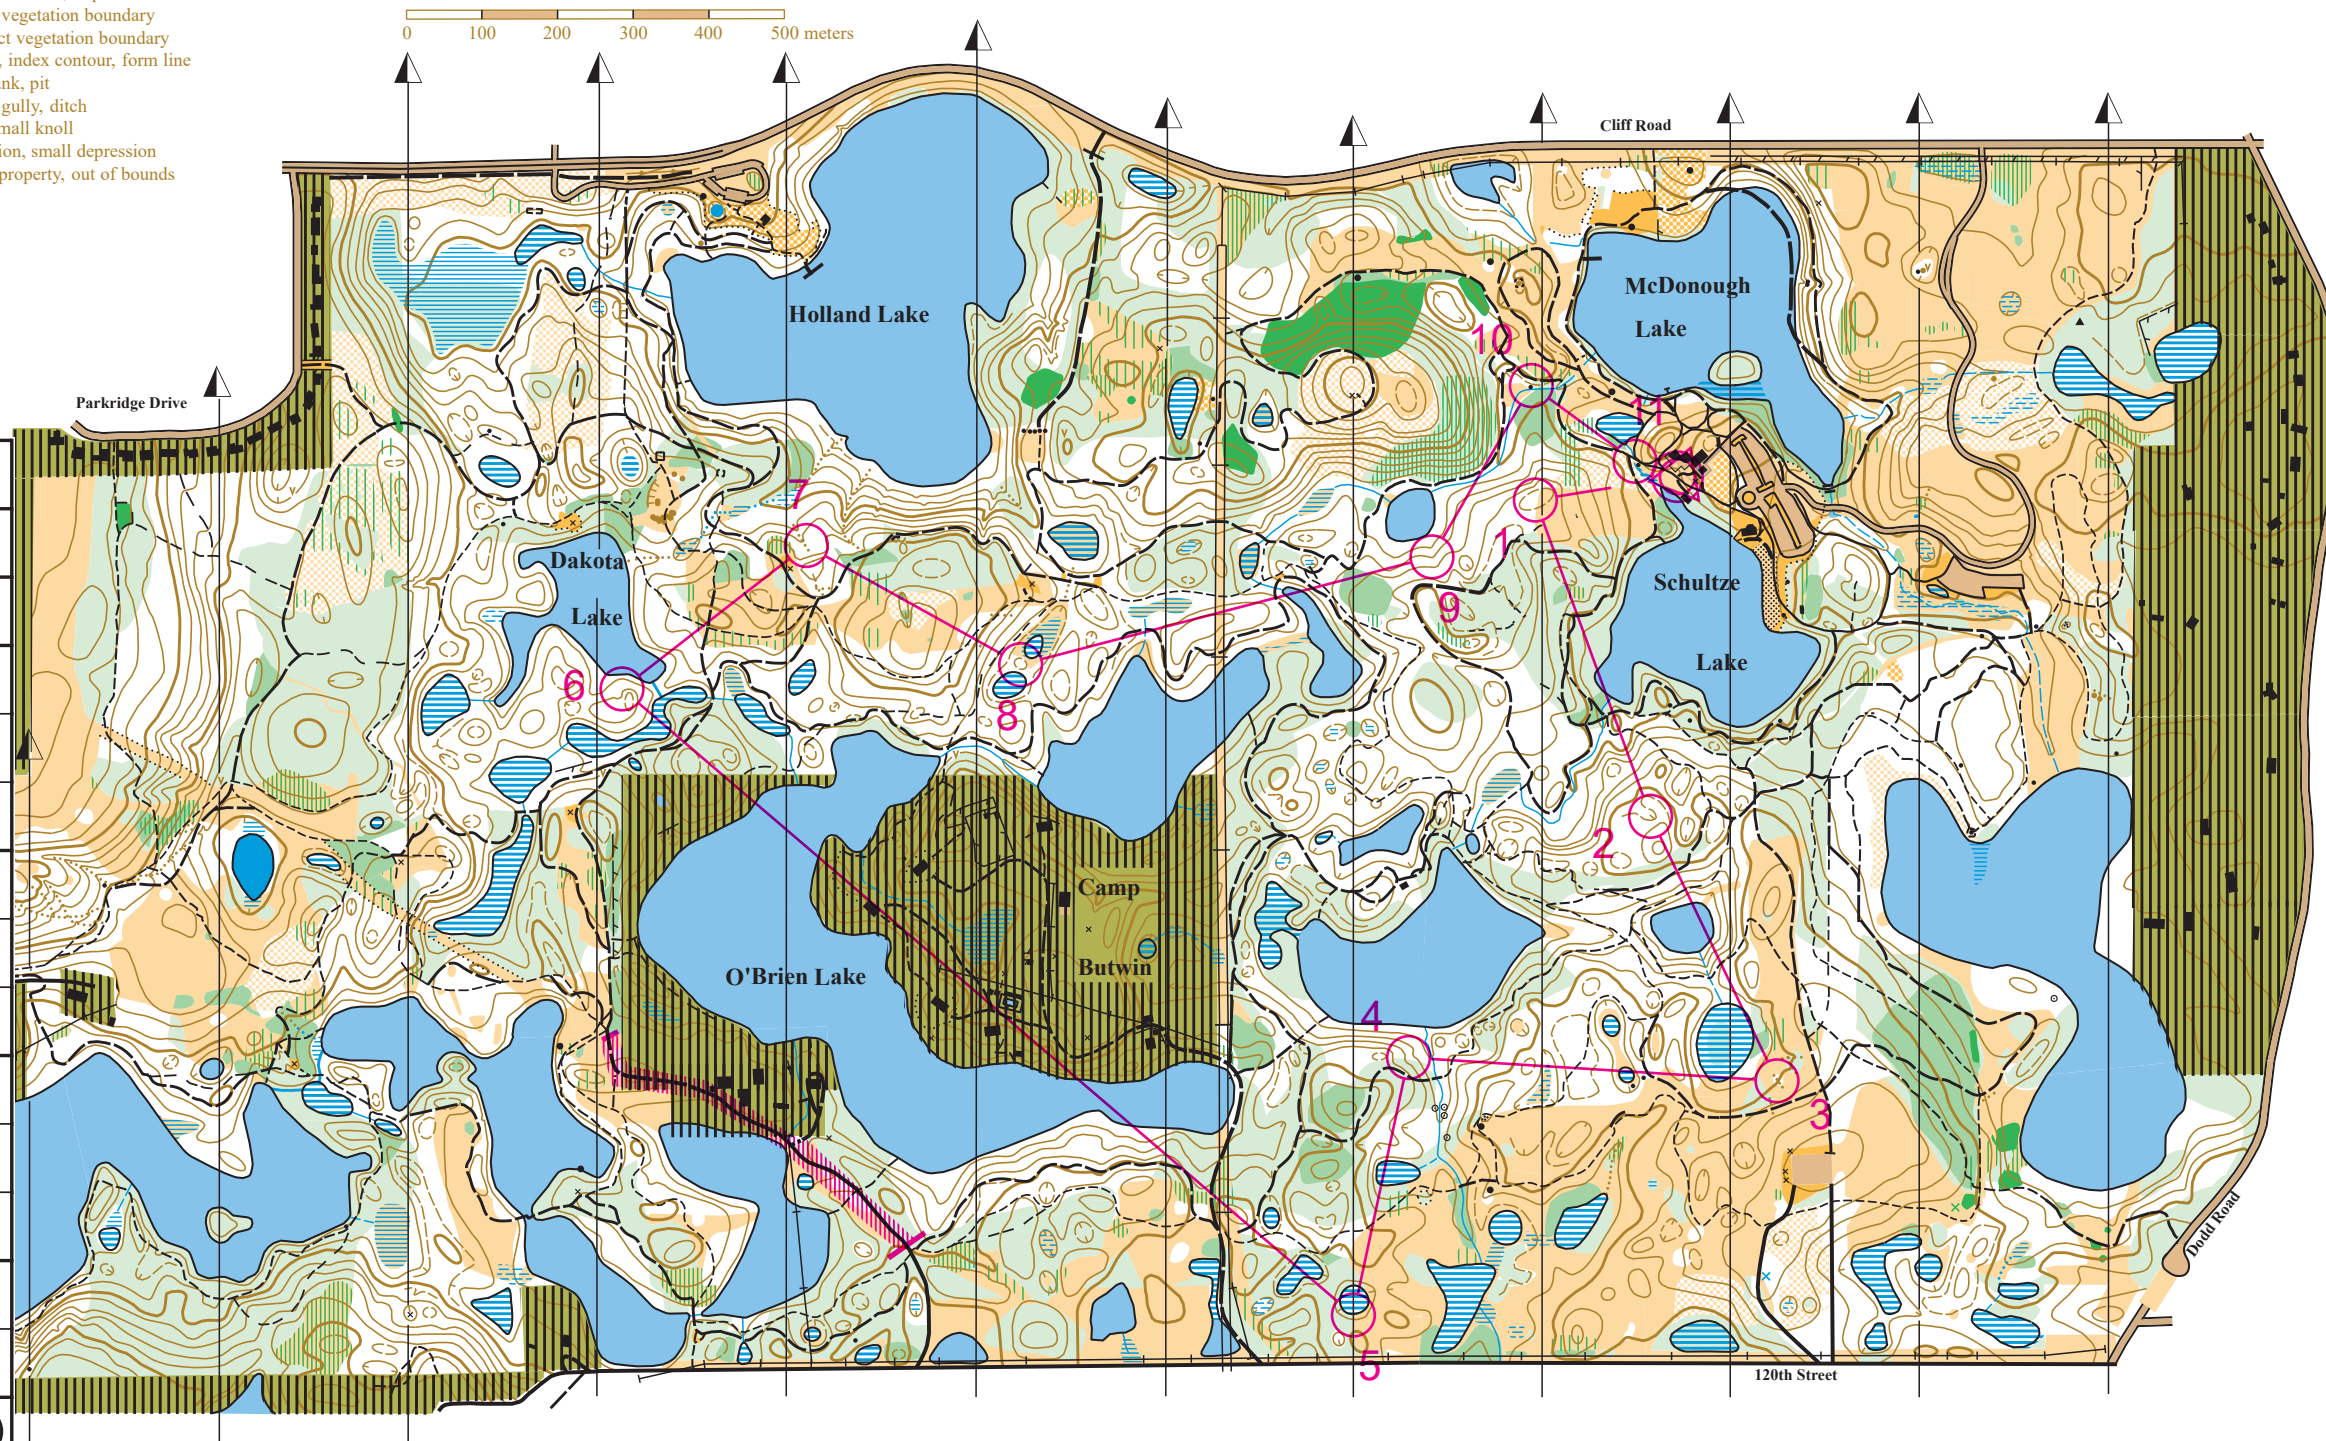 vegetation boundary
ct vegetation boundary
, index contour, form line
nk, pit
gully, ditch
mall knoll
ion, small depression
property, out of bounds
0 100 200 300 400 500 meters
Cliff Road
Parkridge Drive
Holland Lake
McDonough
Lake
10
11
7
1
Dakota
Lake
Schultze
Lake
9
6
8
2
Camp
Butwin
O'Brien Lake
4
3
5
Dodd Road
120th Street